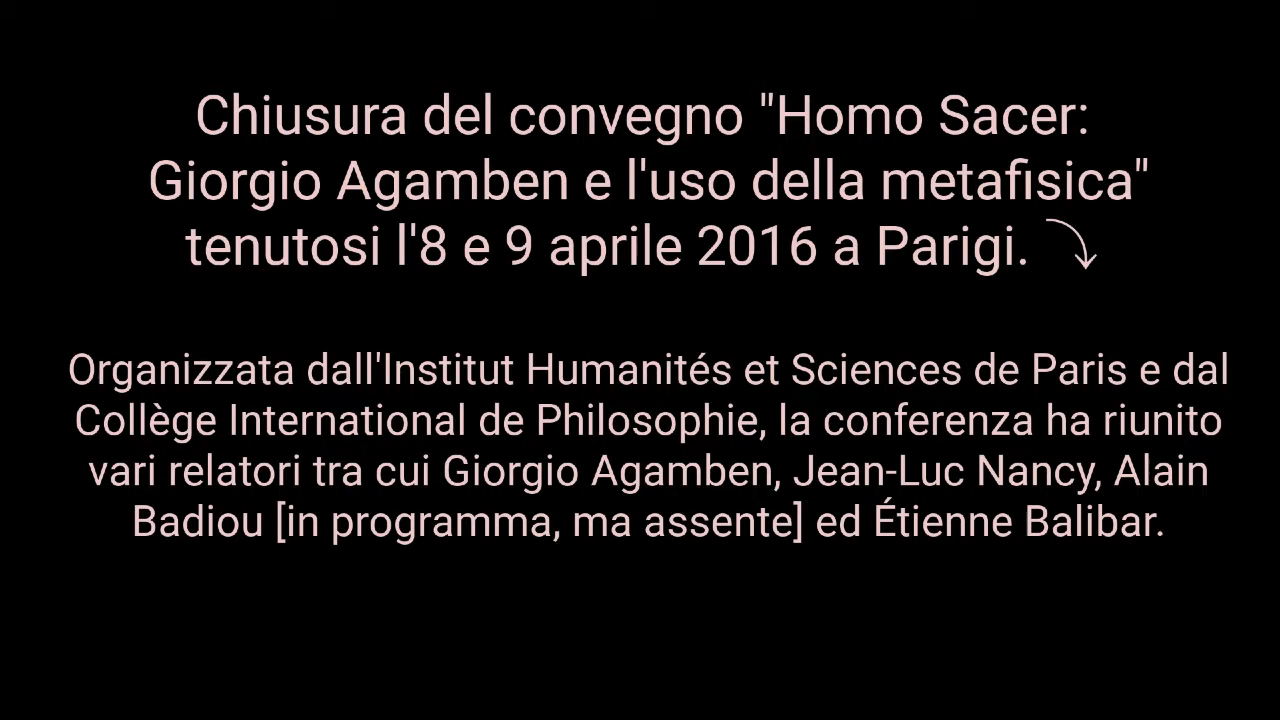 Chiusura del convegno "Homo Sacer:
Giorgio Agamben e l'uso della metafisica"
tenutosi l'8 e 9 aprile 2016 a Parigi.
Organizzata dall'Institut Humanités et Sciences de Paris e dal
Collège International de Philosophie, la conferenza ha riunito
vari relatori tra cui Giorgio Agamben, Jean-Luc Nancy, Alain
Badiou [in programma, ma assente] ed Étienne Balibar.